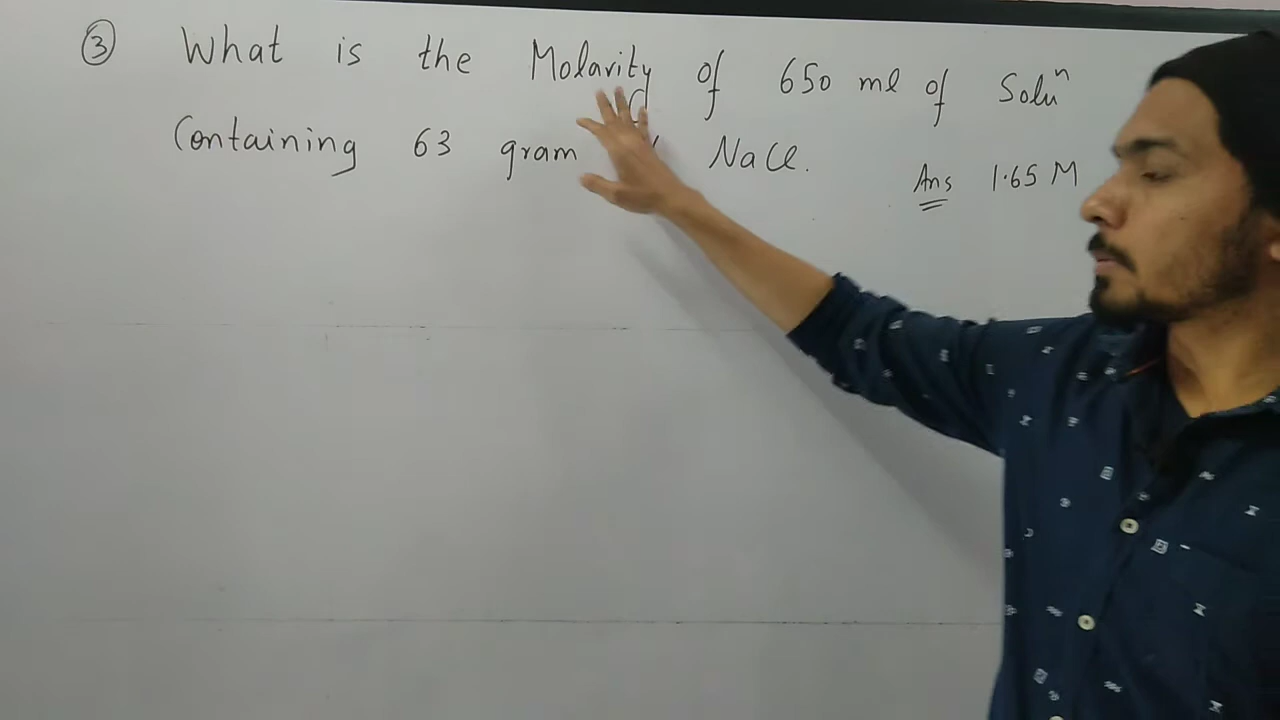 ③ What is the Molarity of 650 ml of Soluⁿ
Containing 63 gram NaCl.
Ans 1.65 M